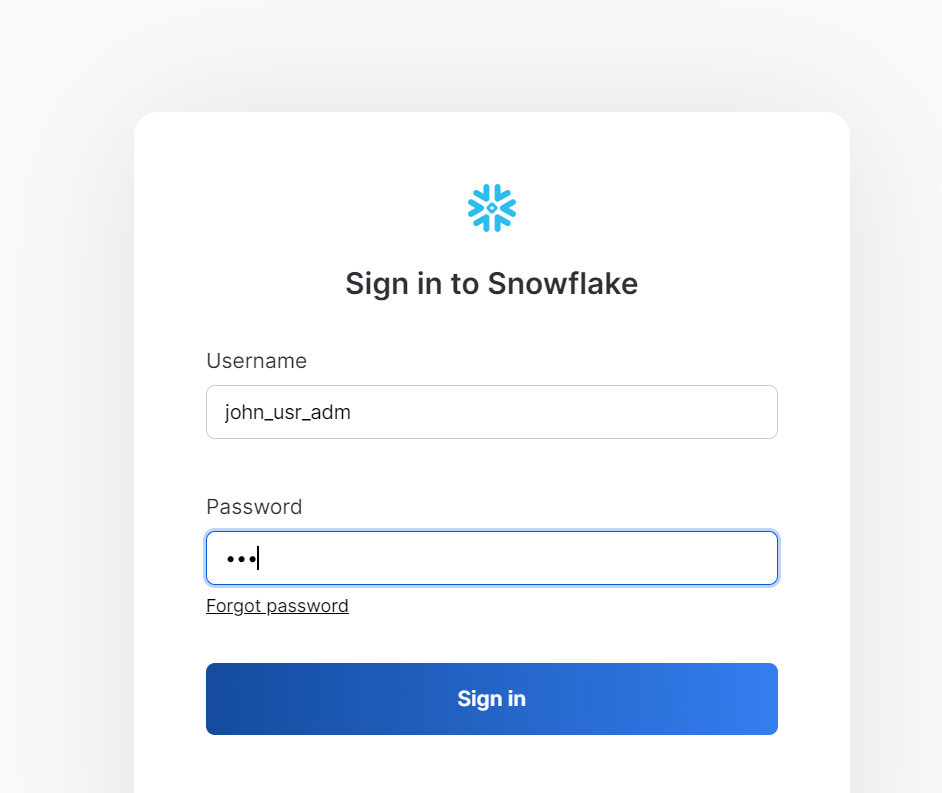 Sign in to Snowflake
Username
john_usr_adm
Password
•••
Forgot password
Sign in